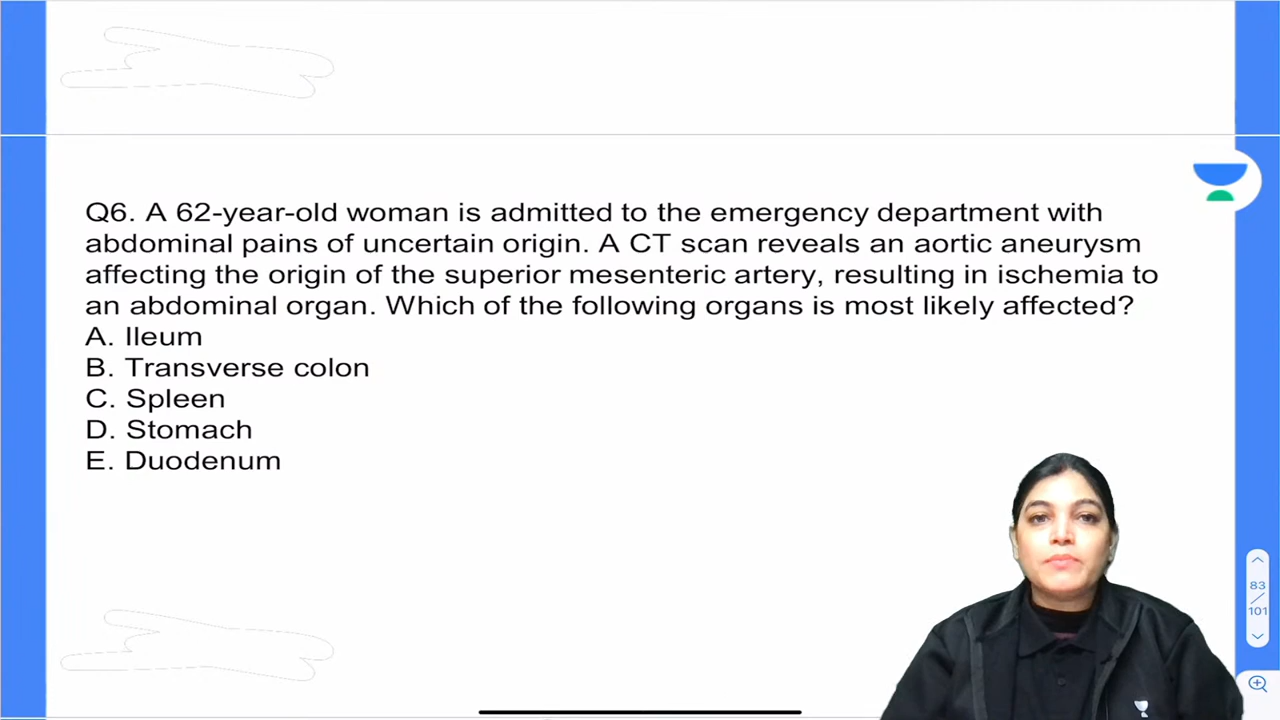 Q6. A 62-year-old woman is admitted to the emergency department with
abdominal pains of uncertain origin. A CT scan reveals an aortic aneurysm
affecting the origin of the superior mesenteric artery, resulting in ischemia to
an abdominal organ. Which of the following organs is most likely affected?
A. Ileum
B. Transverse colon
C. Spleen
D. Stomach
E. Duodenum
83
101